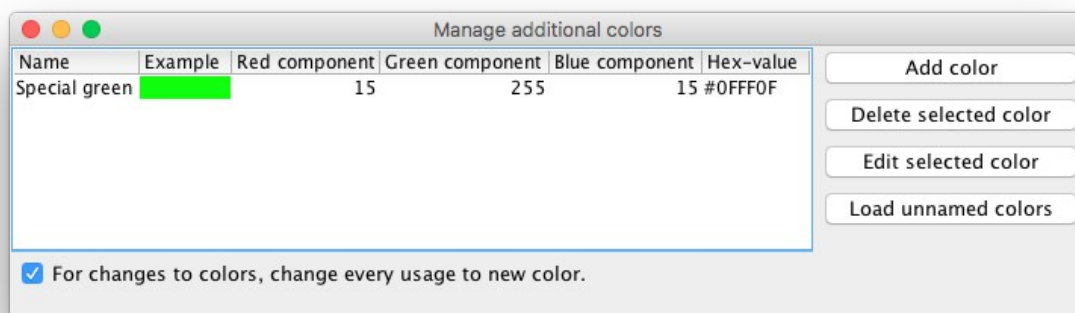 Manage additional colors
Name Example Red component Green component Blue component Hex-value
Special green 15 255 15 #0FFF0F
Add color
Delete selected color
Edit selected color
Load unnamed colors
For changes to colors, change every usage to new color.